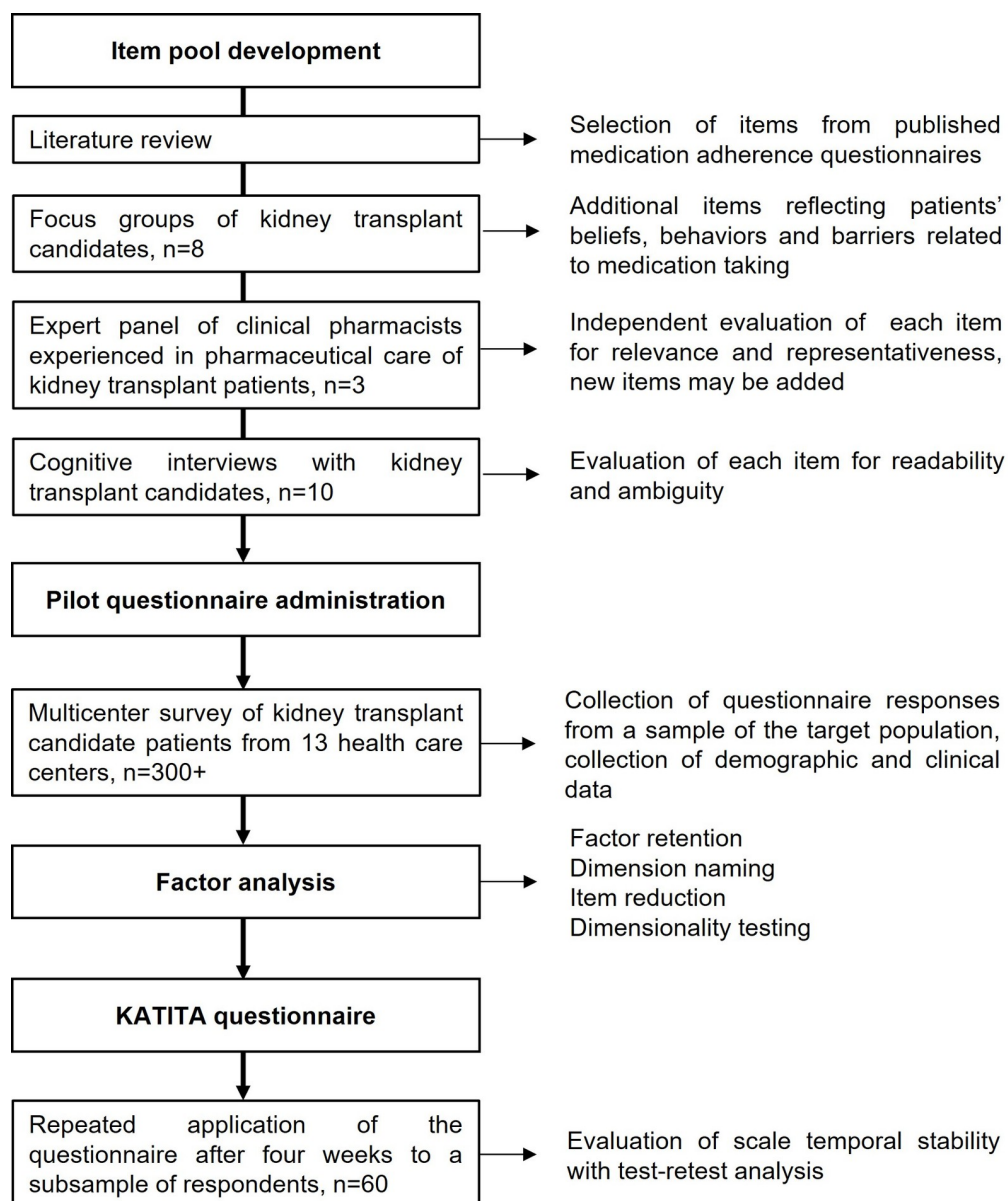 Item pool development
Literature review
Selection of items from published
medication adherence questionnaires
Focus groups of kidney transplant
candidates, n=8
Additional items reflecting patients’
beliefs, behaviors and barriers related
to medication taking
Expert panel of clinical pharmacists
experienced in pharmaceutical care of
kidney transplant patients, n=3
Independent evaluation of each item
for relevance and representativeness,
new items may be added
Cognitive interviews with kidney
transplant candidates, n=10
Evaluation of each item for readability
and ambiguity
Pilot questionnaire administration
Multicenter survey of kidney transplant
candidate patients from 13 health care
centers, n=300+
Collection of questionnaire responses
from a sample of the target population,
collection of demographic and clinical
data
Factor analysis
Factor retention
Dimension naming
Item reduction
Dimensionality testing
KATITA questionnaire
Repeated application of the
questionnaire after four weeks to a
subsample of respondents, n=60
Evaluation of scale temporal stability
with test-retest analysis